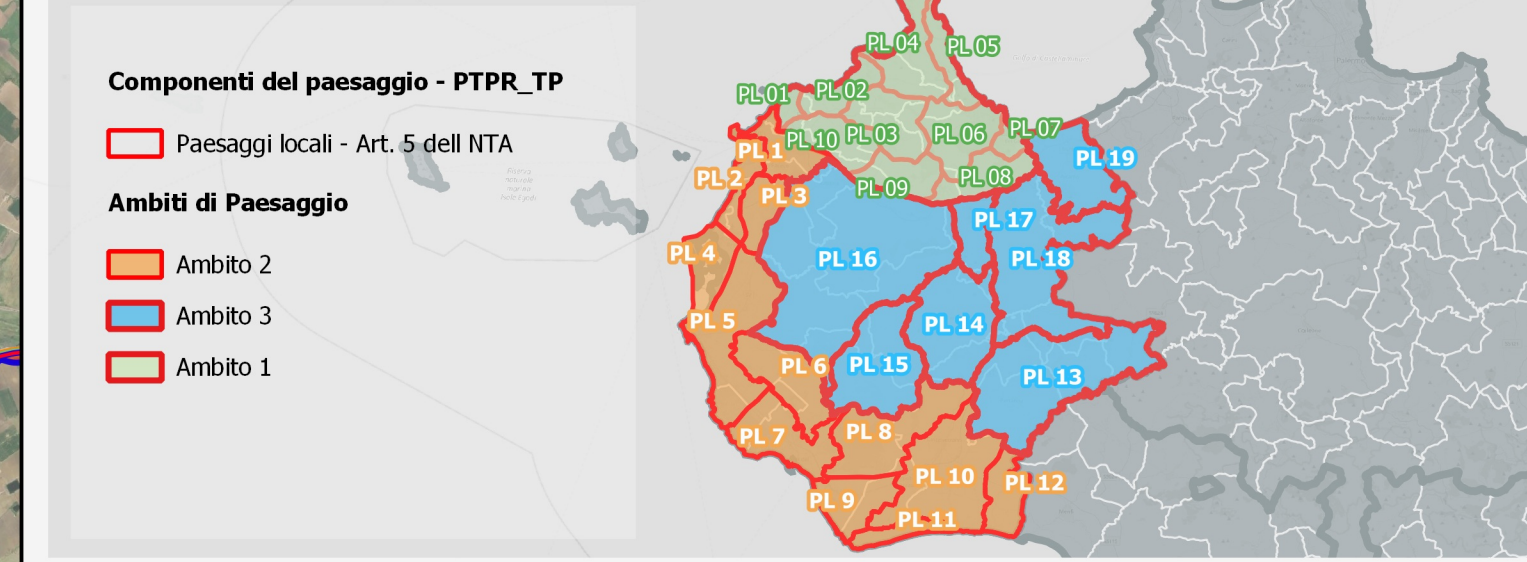 Componenti del paesaggio - PTPR_TP
Paesaggi locali - Art. 5 dell NTA
Ambiti di Paesaggio
Ambito 2
Ambito 3
Ambito 1
PL 04
PL 05
PL 01
PL 02
PL 10
PL 03
PL 06
PL 07
PL 1
PL 19
PL 2
PL 3
PL 09
PL 08
PL 17
PL 4
PL 16
PL 18
PL 5
PL 14
PL 6
PL 15
PL 13
PL 7
PL 8
PL 10
PL 12
PL 9
PL 11